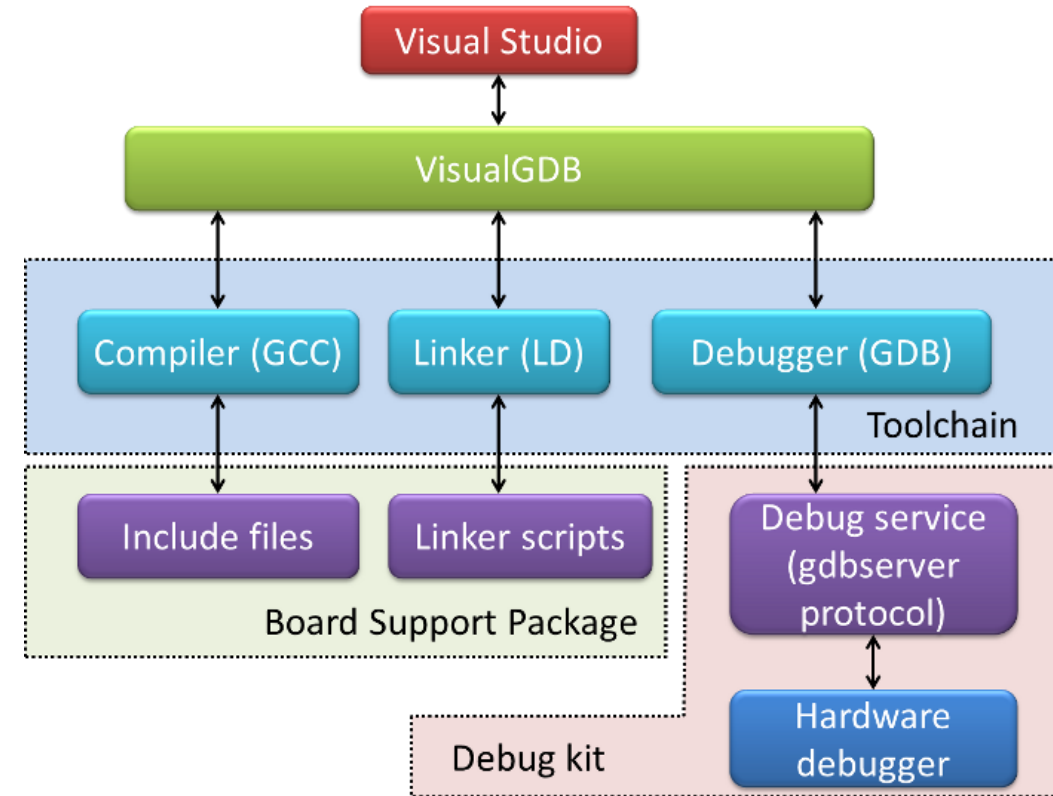 Visual Studio
VisualGDB
Compiler (GCC)
Linker (LD)
Debugger (GDB)
Toolchain
Include files
Linker scripts
Board Support Package
Debug service
(gdbserver
protocol)
Hardware
debugger
Debug kit